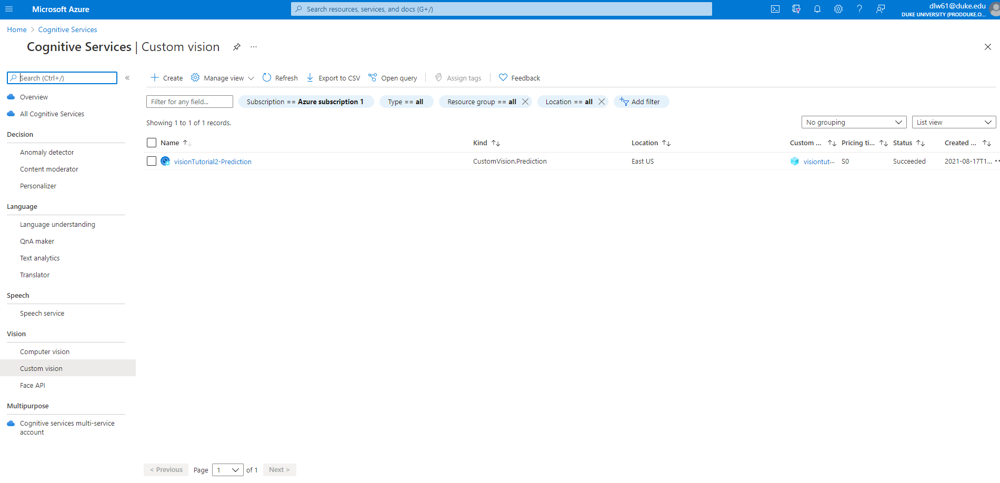 Microsoft Azure
Search resources, services, and docs (G+/)
dlw61@duke.edu
DUKE UNIVERSITY (PRODDUKE.O...
Home > Cognitive Services
Cognitive Services | Custom vision
Search (Ctrl+/)
Overview
All Cognitive Services
Decision
Anomaly detector
Content moderator
Personalizer
Language
Language understanding
QnA maker
Text analytics
Translator
Speech
Speech service
Vision
Computer vision
Custom vision
Face API
Multipurpose
Cognitive services multi-service
account
Create Manage view Refresh Export to CSV Open query Assign tags Feedback
Filter for any field... Subscription == Azure subscription 1 Type == all Resource group == all Location == all Add filter
Showing 1 to 1 of 1 records.
No grouping List view
Name Kind Location Custom ... Pricing ti... Status Created ...
visionTutorial2-Prediction CustomVision.Prediction East US visiontut... S0 Succeeded 2021-08-17T1...
< Previous Page 1 of 1 Next >